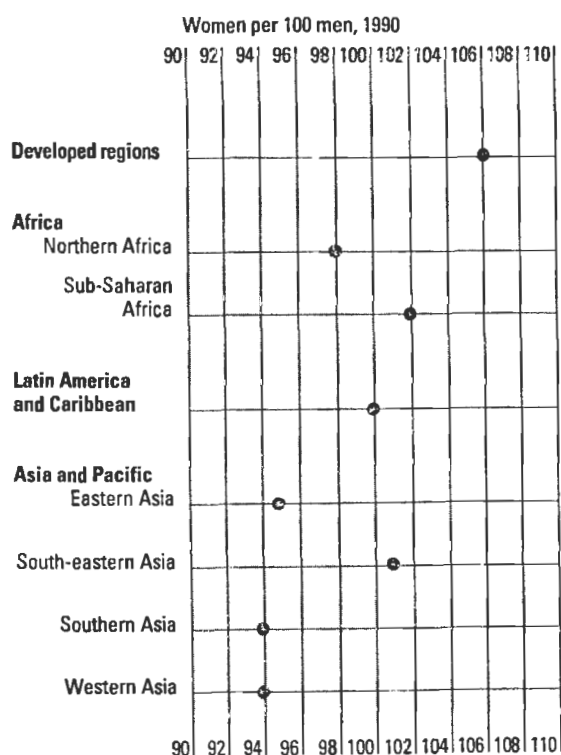 Women per 100 men, 1990
90 92 94 96 98 100 102 104 106 108 110
Developed regions
Africa
Northern Africa
Sub-Saharan
Africa
Latin America
and Caribbean
Asia and Pacific
Eastern Asia
South-eastern Asia
Southern Asia
Western Asia
90 92 94 96 98 100 102 104 106 108 110